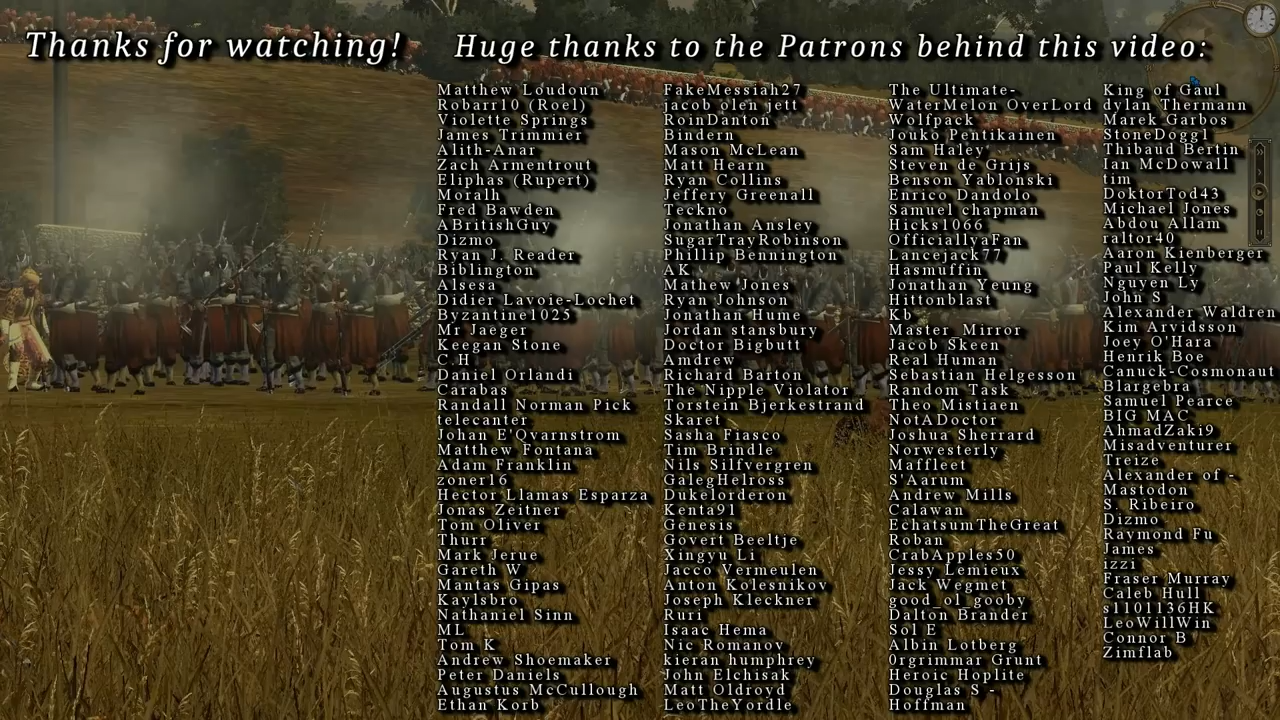 Thanks for watching!
Huge thanks to the Patrons behind this video:
Matthew Loudoun
Robarr10 (Roel)
Violette Springs
James Trimmier
Alith-Anar
Zach Armentrout
Eliphas (Rupert)
Moralh
Fred Bawden
ABritishGuy
Dizmo
Ryan J. Reader
Biblington
Alsesa
Didier Lavoie-Lochet
Byzantine1025
Mr Jaeger
Keegan Stone
C.H
Daniel Orlandi
Carabas
Randall Norman Pick
telecanter
Johan E'Qvarnstrom
Matthew Fontana
Adam Franklin
zoner16
Hector Llamas Esparza
Jonas Zeitner
Tom Oliver
Thurr
Mark Jerue
Gareth W
Mantas Gipas
Kaylsbro
Nathaniel Sinn
ML
Tom K
Andrew Shoemaker
Peter Daniels
Augustus McCullough
Ethan Korb
FakeMessiah27
jacob olen jett
RoinDanton
Bindern
Mason McLean
Matt Hearn
Ryan Collins
Jeffery Greenall
Teckno
Jonathan Ansley
SugarTrayRobinson
Phillip Bennington
AK
Mathew Jones
Ryan Johnson
Jonathan Hume
Jordan stansbury
Doctor Bigbutt
Amdrew
Richard Barton
The Nipple Violator
Torstein Bjerkestrand
Skaret
Sasha Fiasco
Tim Brindle
Nils Silfvergren
GalegHelross
Dukelorderon
Kenta91
Genesis
Govert Beeltje
Xingyu Li
Jacco Vermeulen
Anton Kolesnikov
Joseph Kleckner
Ruri
Isaac Hema
Nic Romanov
kieran humphrey
John Elchisak
Matt Oldroyd
LeoTheYordle
The Ultimate-
WaterMelon OverLord
Wolfpack
Jouko Pentikainen
Sam Haley
Steven de Grijs
Benson Yablonski
Enrico Dandolo
Samuel chapman
Hicks1066
OfficiallyaFan
Lancejack77
Hasmuffin
Jonathan Yeung
Hittonblast
Kb
Master_Mirror
Jacob Skeen
Real Human
Sebastian Helgesson
Random Task
Theo Mistiaen
NotADoctor
Joshua Sherrard
Norwesterly
Maffleet
S'Aarum
Andrew Mills
Calawan
EchatsumTheGreat
Roban
CrabApples50
Jessy Lemieux
Jack Wegmet
good_ol_gooby
Dalton Brander
Sol E
Albin Lotberg
0rgrimmar Grunt
Heroic Hoplite
Douglas S -
Hoffman
King of Gaul
dylan Thermann
Marek Garbos
StoneDogg1
Thibaud Bertin
Ian McDowall
tim
DoktorTod43
Michael Jones
Abdou Allam
raltor40
Aaron Kienberger
Paul Kelly
Nguyen Ly
John S
Alexander Waldren
Kim Arvidsson
Joey O'Hara
Henrik Boe
Canuck-Cosmonaut
Blargebra
Samuel Pearce
BIG MAC
AhmadZaki9
Misadventurer
Treize
Alexander of -
Mastodon
S. Ribeiro
Dizmo
Raymond Fu
James
izzi
Fraser Murray
Caleb Hull
s1101136HK
LeoWillWin
Connor B
Zimflab